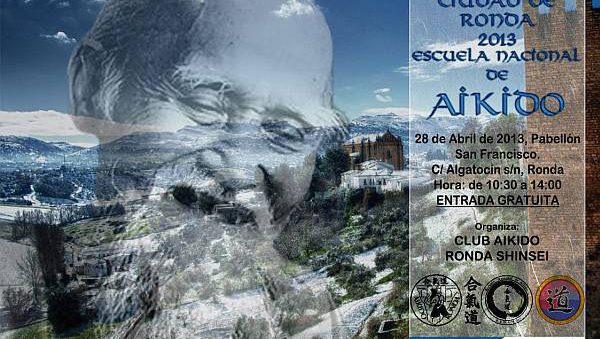 CIUDAD DE
RONDA
2013
ESCUELA NACIONAL
DE
AIKIDO
28 de Abril de 2013, Pabellón
San Francisco.
C/ Algatocin s/n, Ronda
Hora: de 10:30 a 14:00
ENTRADA GRATUITA
Organiza:
CLUB AIKIDO
RONDA SHINSEI
合氣道
道